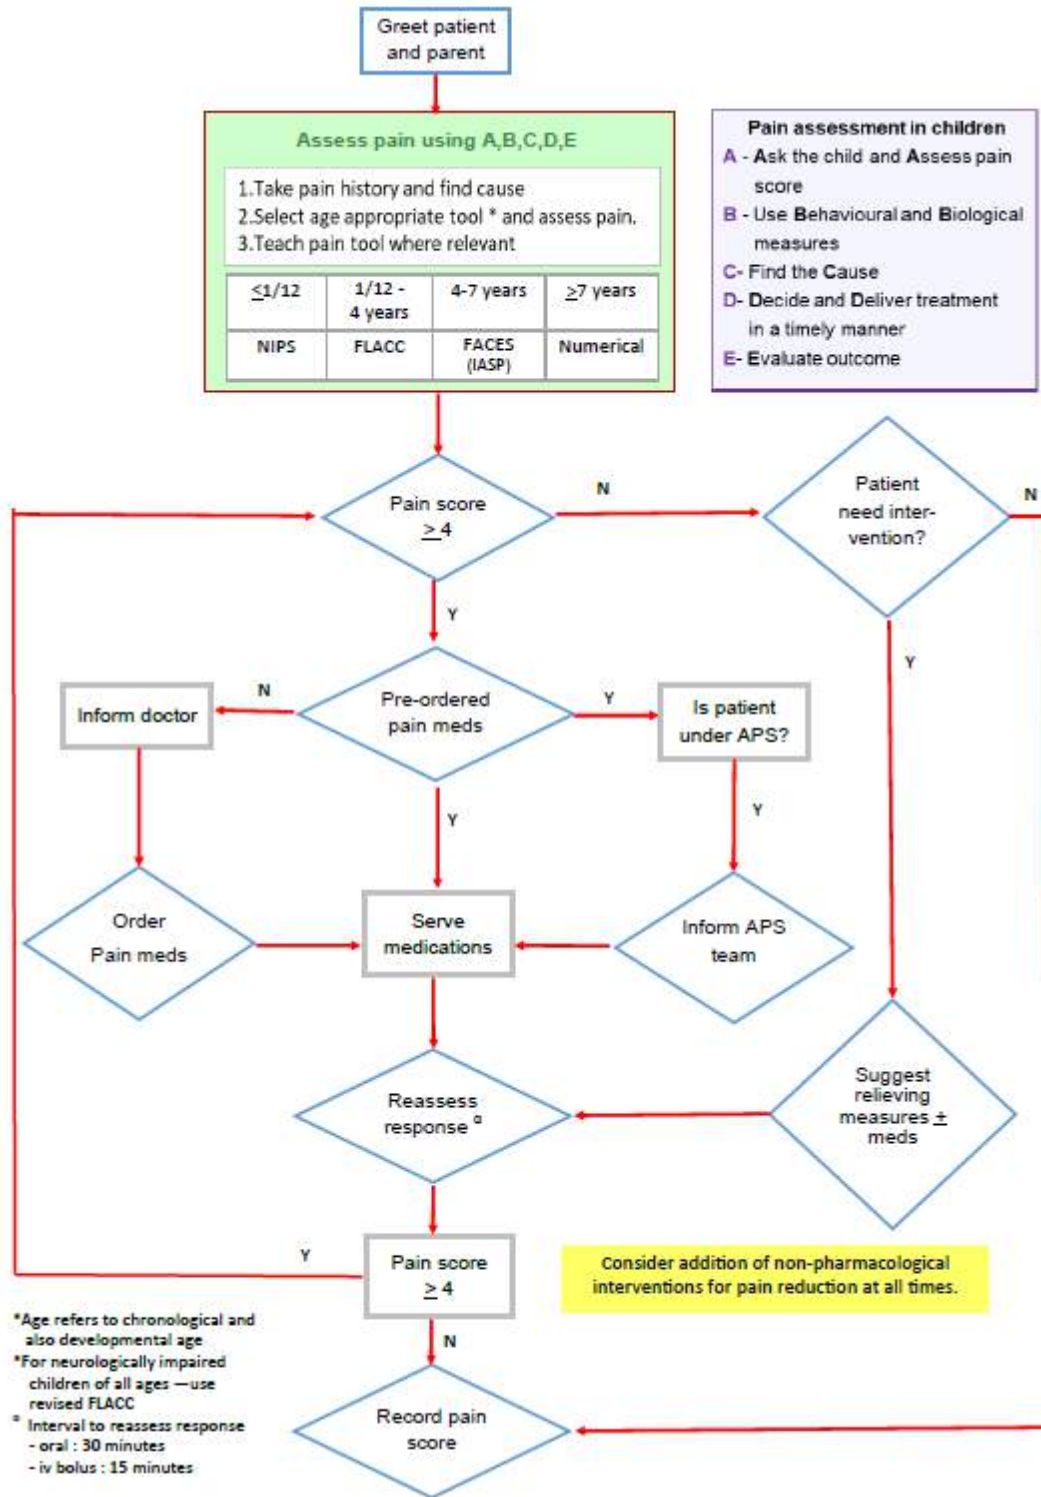 Greet patient
and parent
Assess pain using A,B,C,D,E
1.Take pain history and find cause
2.Select age appropriate tool * and assess pain.
3.Teach pain tool where relevant
≤1/12
1/12 -
4 years
4-7 years
≥7 years
NIPS
FLACC
FACES
(IASP)
Numerical
Pain assessment in children
A - Ask the child and Assess pain
score
B - Use Behavioural and Biological
measures
C- Find the Cause
D- Decide and Deliver treatment
in a timely manner
E- Evaluate outcome
Pain score
≥ 4
N
Patient
need inter-
vention?
N
Y
Y
Inform doctor
N
Pre-ordered
pain meds
Y
Is patient
under APS?
Y
Y
Order
Pain meds
Serve
medications
Inform APS
team
Reassess
response ¤
Suggest
relieving
measures ±
meds
Y
Pain score
≥ 4
Consider addition of non-pharmacological
interventions for pain reduction at all times.
N
Record pain
score
*Age refers to chronological and
also developmental age
*For neurologically impaired
children of all ages —use
revised FLACC
¤ Interval to reassess response
- oral : 30 minutes
- iv bolus : 15 minutes